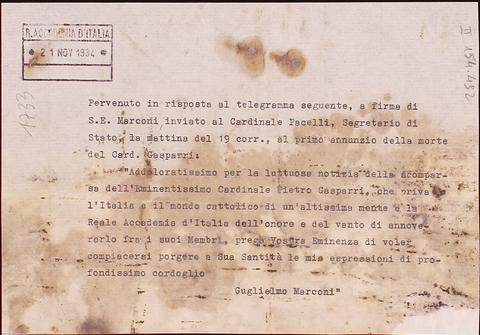 R. ACCADEMIA D'ITALIA
* 21 NOV 1934 *
1733
III 154-492
Pervenuto in risposta al telegramma seguente, a firma di
S.E. Marconi inviato al Cardinale Pacelli, Segretario di
Stato, la mattina del 19 corr., al primo annunzio della morte
del Card. Gasparri:
"Addoloratissimo per la luttuosa notizia della scompar-
sa dell'Eminentissimo Cardinale Pietro Gasparri, che priva
l'Italia e il mondo cattolico di un'altissima mente e la
Reale Accademia d'Italia dell'onore e del vanto di annove-
rarlo fra i suoi Membri, prego Vostra Eminenza di voler
compiacersi porgere a Sua Santità le mie espressioni di pro-
fondissimo cordoglio
Guglielmo Marconi"